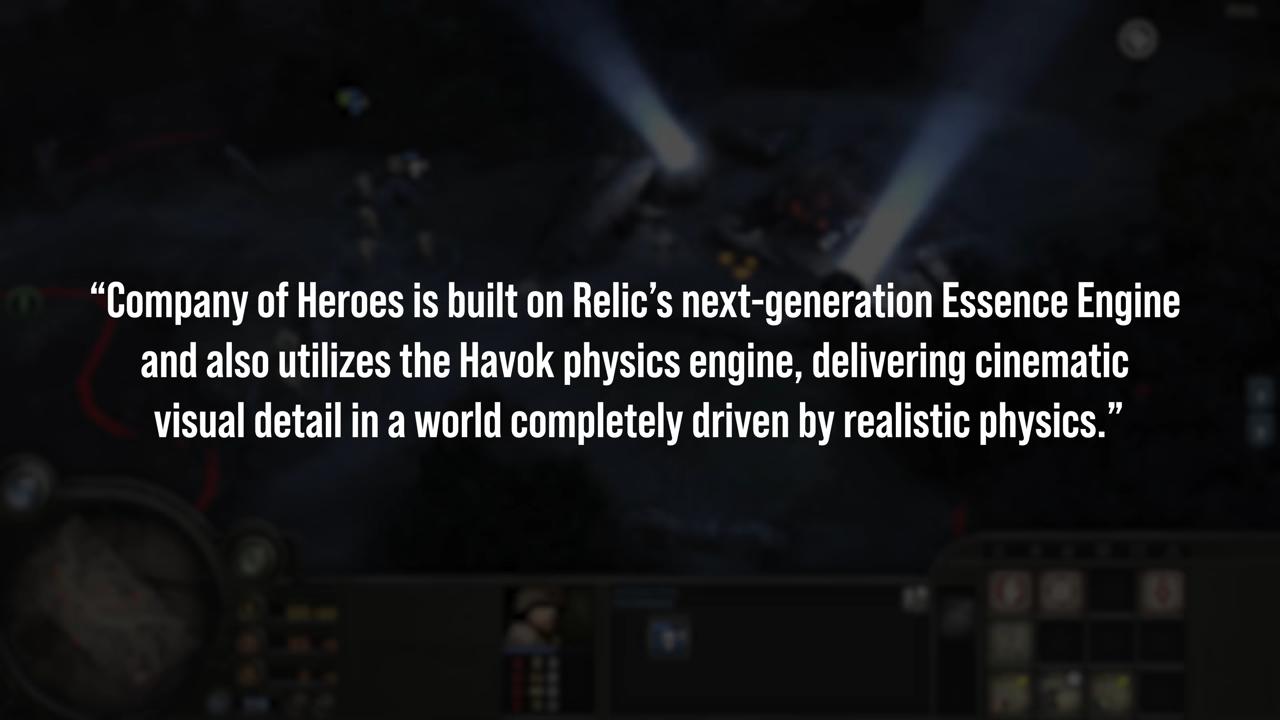 “Company of Heroes is built on Relic’s next-generation Essence Engine
and also utilizes the Havok physics engine, delivering cinematic
visual detail in a world completely driven by realistic physics.”